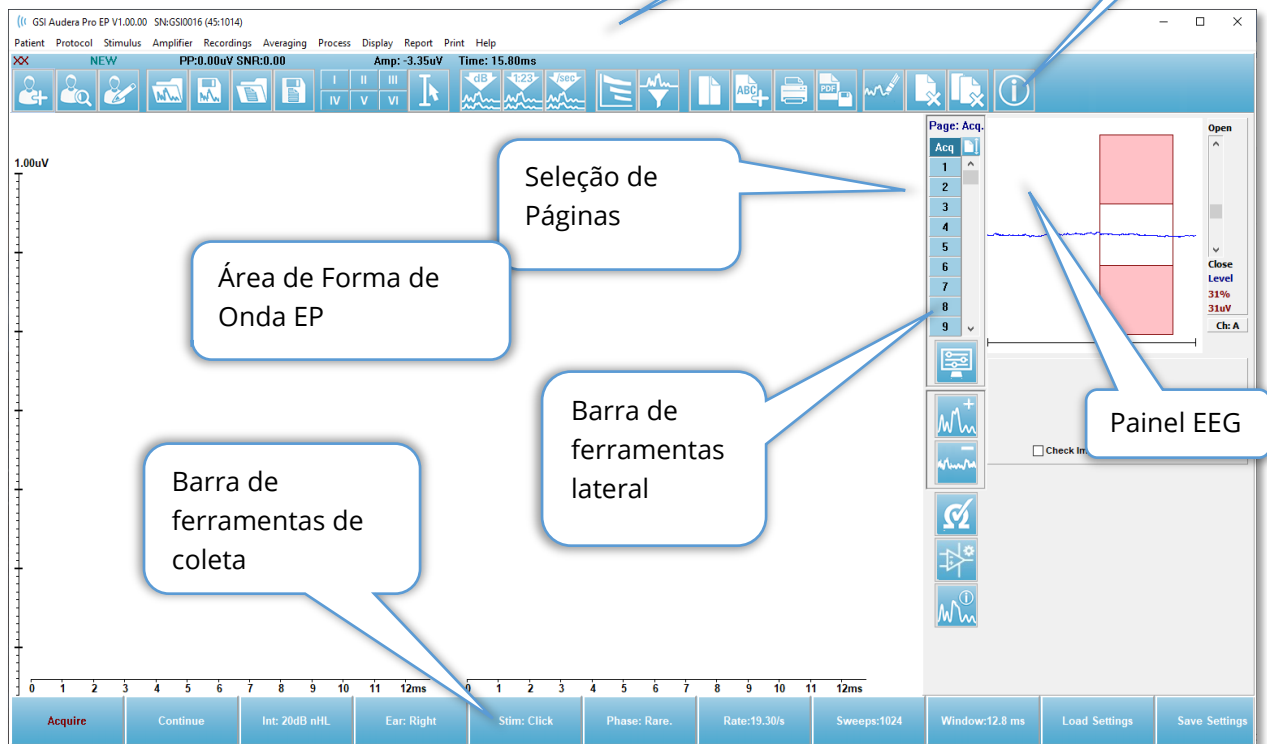 GSI Audera Pro EP V1.00.00 SN:GSI0016 (45:1014)
Patient Protocol Stimulus Amplifier Recordings Averaging Process Display Report Print Help
XX NEW PP:0.00uV SNR:0.00 Amp: -3.35uV Time: 15.80ms
I II III
IV V VI
dB 1:23 /sec
ABC
PDF
1.00uV
Seleção de
Páginas
Área de Forma de
Onda EP
Barra de
ferramentas
lateral
Barra de
ferramentas de
coleta
Page: Acq.
Acq
1
2
3
4
5
6
7
8
9
Open
Close
Level
31%
31uV
Ch: A
Painel EEG
Check Im
0 1 2 3 4 5 6 7 8 9 10 11 12ms 0 1 2 3 4 5 6 7 8 9 10 11 12ms
Acquire Continue Int: 20dB nHL Ear: Right Stim: Click Phase: Rare. Rate:19.30/s Sweeps:1024 Window:12.8 ms Load Settings Save Settings